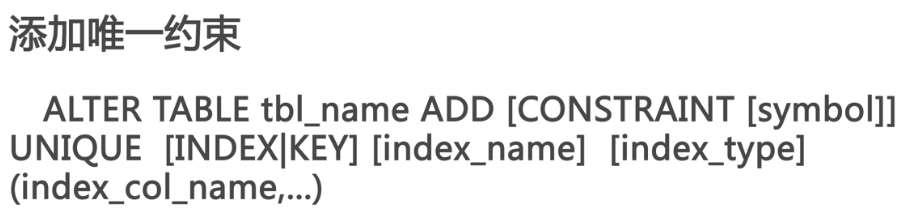 添加唯一约束
ALTER TABLE tbl_name ADD [CONSTRAINT [symbol]]
UNIQUE [INDEX|KEY] [index_name] [index_type]
(index_col_name,...)